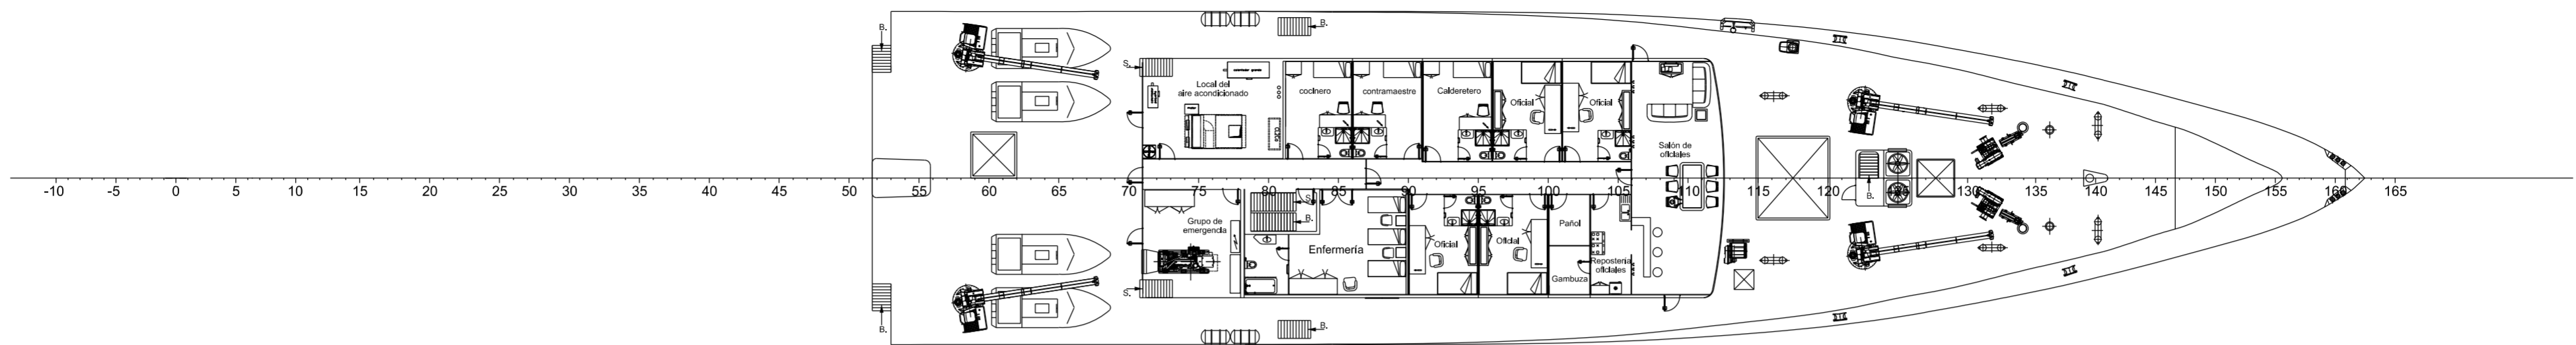 B.
B.
S.
Local del
aire acondicionado
cocinero
contramaestre
Calderetero
Oficial
Oficial
Salón de
oficiales
-10 -5 0 5 10 15 20 25 30 35 40 45 50 55 60 65 70 75 80 85 90 95 100 105 110 115 120 125 130 135 140 145 150 155 160 165
B.
S.
B.
Grupo de
emergencia
Enfermería
Oficial
Oficial
Pañol
Gambuza
Repostería
oficiales
S.
B.
B.